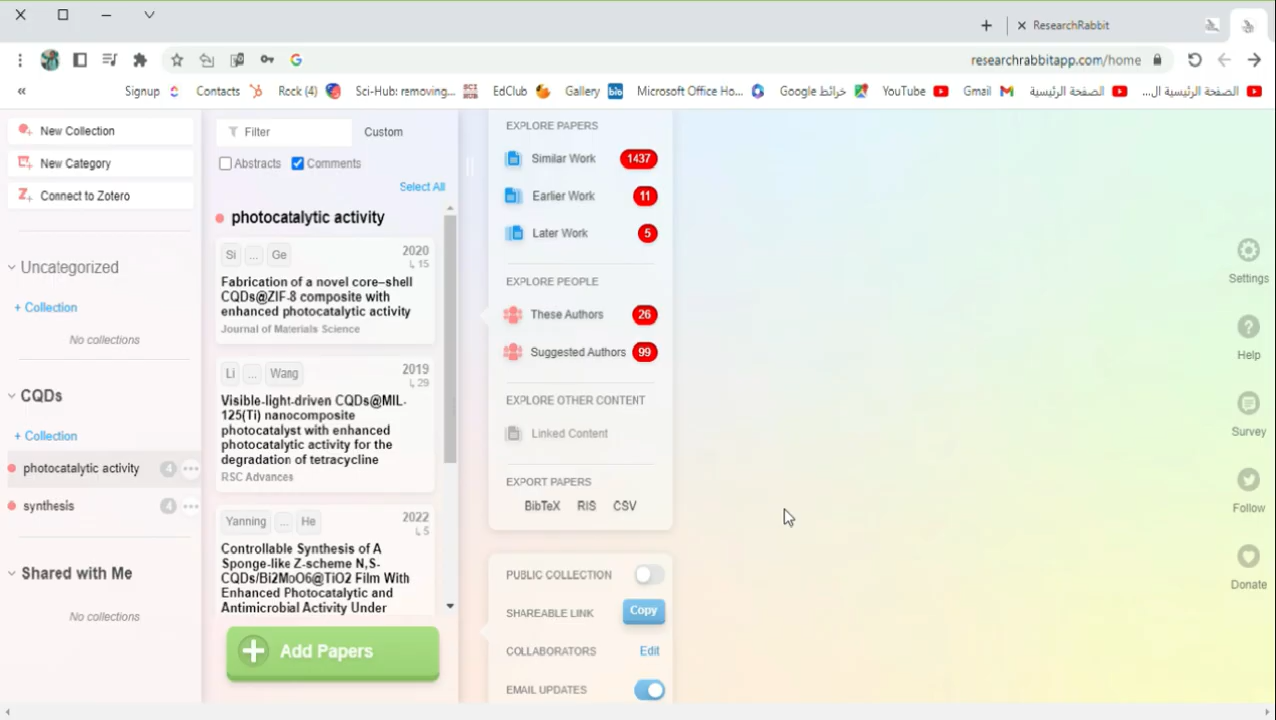 ResearchRabbit
researchrabbitapp.com/home
Signup
Contacts
Rock (4)
Sci-Hub: removing...
EdClub
Gallery
Microsoft Office Ho...
خرائط Google
YouTube
Gmail
الصفحة الرئيسية
الصفحة الرئيسية ال...
New Collection
New Category
Connect to Zotero
Uncategorized
+ Collection
No collections
CQDs
+ Collection
photocatalytic activity 4
synthesis 4
Shared with Me
No collections
Filter
Custom
Abstracts
Comments
Select All
photocatalytic activity
Si ... Ge 2020
15
Fabrication of a novel core–shell
CQDs@ZIF-8 composite with
enhanced photocatalytic activity
Journal of Materials Science
Li ... Wang 2019
29
Visible-light-driven CQDs@MIL-
125(Ti) nanocomposite
photocatalyst with enhanced
photocatalytic activity for the
degradation of tetracycline
RSC Advances
Yanning ... He 2022
5
Controllable Synthesis of A
Sponge-like Z-scheme N,S-
CQDs/Bi2MoO6@TiO2 Film With
Enhanced Photocatalytic and
Antimicrobial Activity Under
Add Papers
EXPLORE PAPERS
Similar Work 1437
Earlier Work 11
Later Work 5
EXPLORE PEOPLE
These Authors 26
Suggested Authors 99
EXPLORE OTHER CONTENT
Linked Content
EXPORT PAPERS
BibTeX RIS CSV
PUBLIC COLLECTION
SHAREABLE LINK Copy
COLLABORATORS Edit
EMAIL UPDATES
Settings
Help
Survey
Follow
Donate